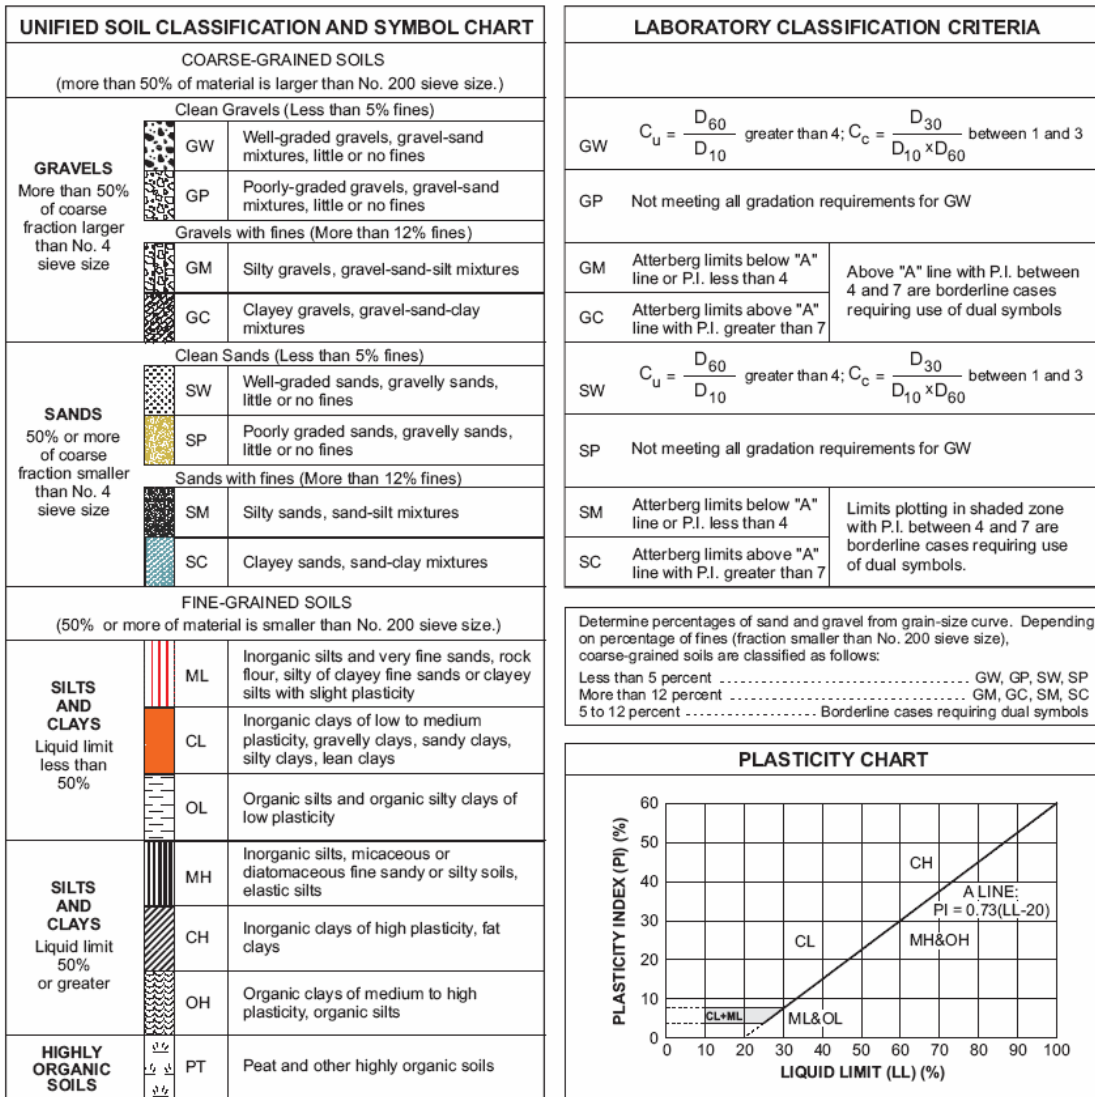 UNIFIED SOIL CLASSIFICATION AND SYMBOL CHART
COARSE-GRAINED SOILS
(more than 50% of material is larger than No. 200 sieve size.)
Clean Gravels (Less than 5% fines)
GRAVELS
More than 50%
of coarse
fraction larger
than No. 4
sieve size
GW
Well-graded gravels, gravel-sand
mixtures, little or no fines
GP
Poorly-graded gravels, gravel-sand
mixtures, little or no fines
Gravels with fines (More than 12% fines)
GM
Silty gravels, gravel-sand-silt mixtures
GC
Clayey gravels, gravel-sand-clay
mixtures
Clean Sands (Less than 5% fines)
SANDS
50% or more
of coarse
fraction smaller
than No. 4
sieve size
SW
Well-graded sands, gravelly sands,
little or no fines
SP
Poorly graded sands, gravelly sands,
little or no fines
Sands with fines (More than 12% fines)
SM
Silty sands, sand-silt mixtures
SC
Clayey sands, sand-clay mixtures
FINE-GRAINED SOILS
(50% or more of material is smaller than No. 200 sieve size.)
SILTS
AND
CLAYS
Liquid limit
less than
50%
ML
Inorganic silts and very fine sands, rock
flour, silty of clayey fine sands or clayey
silts with slight plasticity
CL
Inorganic clays of low to medium
plasticity, gravelly clays, sandy clays,
silty clays, lean clays
OL
Organic silts and organic silty clays of
low plasticity
SILTS
AND
CLAYS
Liquid limit
50%
or greater
MH
Inorganic silts, micaceous or
diatomaceous fine sandy or silty soils,
elastic silts
CH
Inorganic clays of high plasticity, fat
clays
OH
Organic clays of medium to high
plasticity, organic silts
HIGHLY
ORGANIC
SOILS
PT
Peat and other highly organic soils
LABORATORY CLASSIFICATION CRITERIA
GW
Cu = D60 / D10 greater than 4; Cc = D30 / D10 x D60 between 1 and 3
GP
Not meeting all gradation requirements for GW
GM
Atterberg limits below "A"
line or P.I. less than 4
GC
Atterberg limits above "A"
line with P.I. greater than 7
Above "A" line with P.I. between
4 and 7 are borderline cases
requiring use of dual symbols
SW
Cu = D60 / D10 greater than 4; Cc = D30 / D10 x D60 between 1 and 3
SP
Not meeting all gradation requirements for GW
SM
Atterberg limits below "A"
line or P.I. less than 4
SC
Atterberg limits above "A"
line with P.I. greater than 7
Limits plotting in shaded zone
with P.I. between 4 and 7 are
borderline cases requiring use
of dual symbols.
Determine percentages of sand and gravel from grain-size curve. Depending
on percentage of fines (fraction smaller than No. 200 sieve size),
coarse-grained soils are classified as follows:
Less than 5 percent GW, GP, SW, SP
More than 12 percent GM, GC, SM, SC
5 to 12 percent Borderline cases requiring dual symbols
PLASTICITY CHART
PLASTICITY INDEX (PI) (%)
60
50
40
30
20
10
0
CH
A LINE:
PI = 0.73(LL-20)
CL
MH&OH
CL+ML
ML&OL
0 10 20 30 40 50 60 70 80 90 100
LIQUID LIMIT (LL) (%)